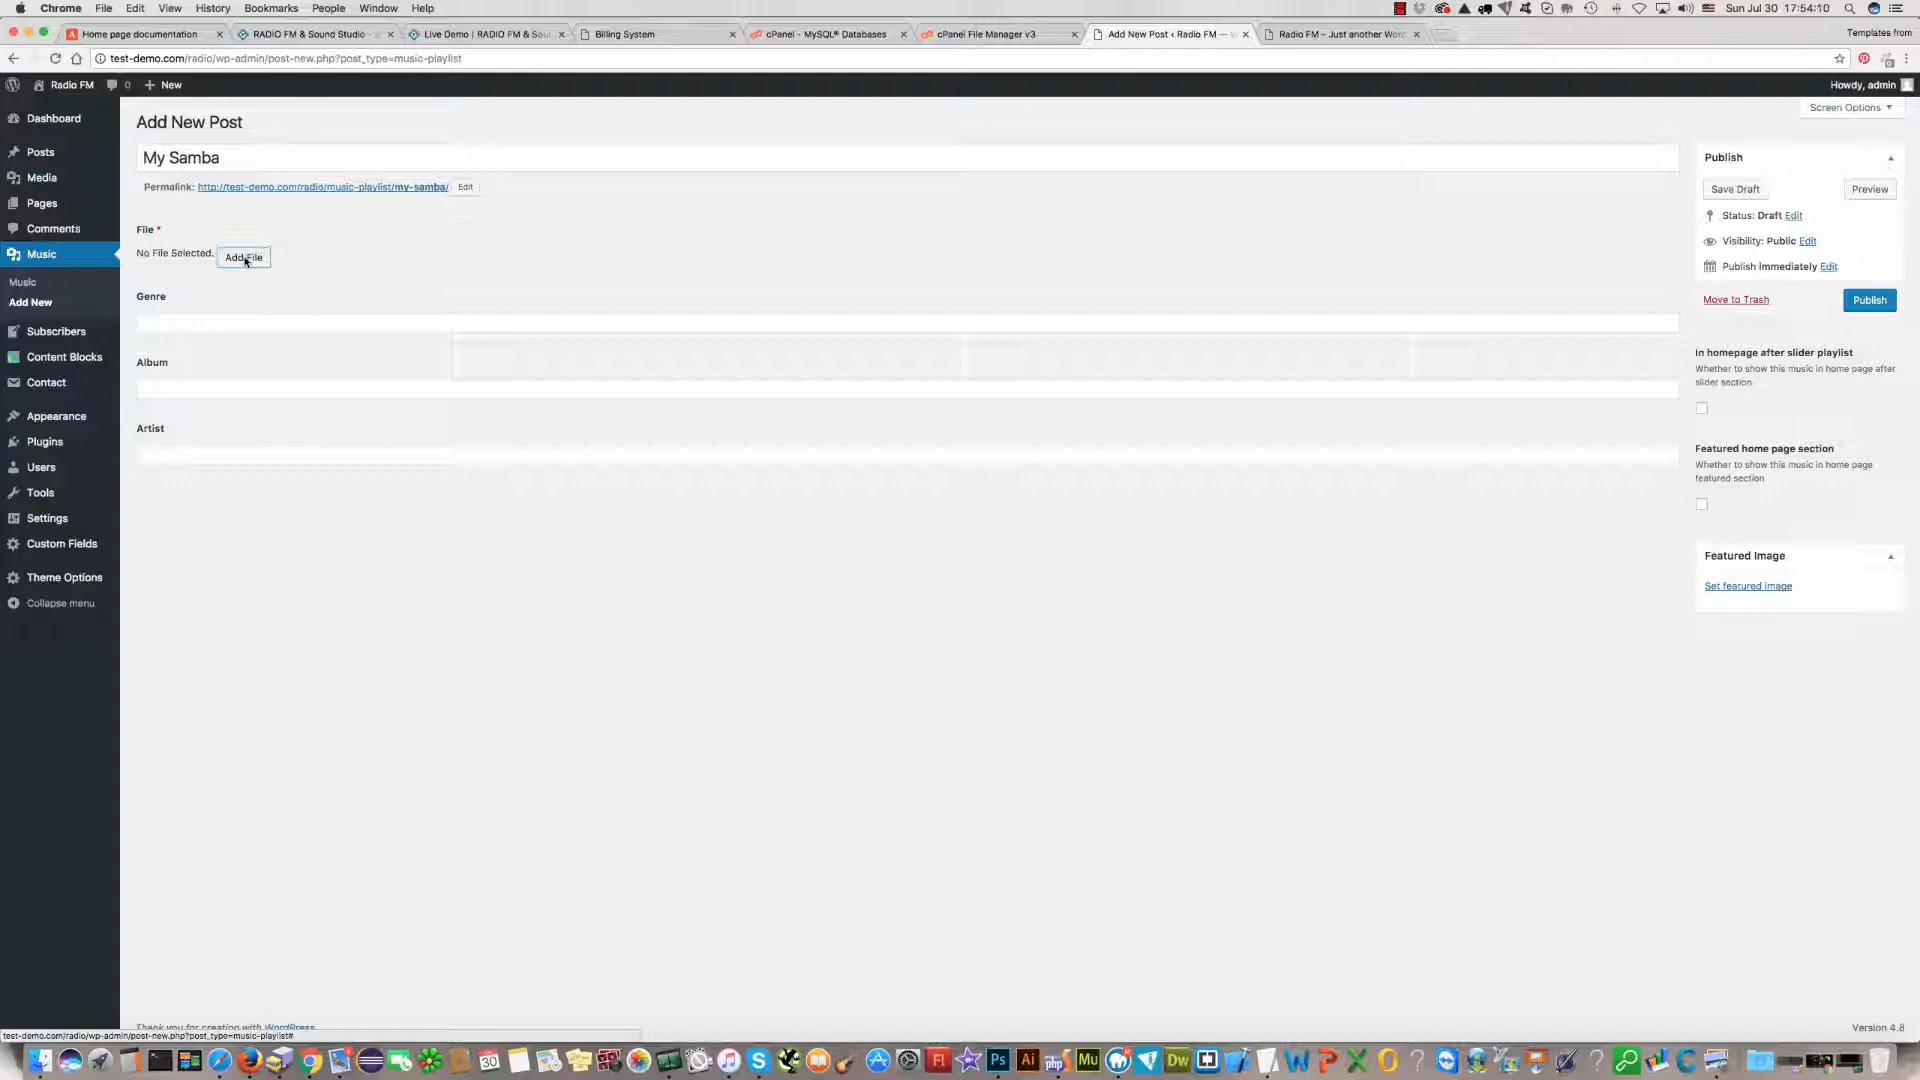 Chrome File Edit View History Bookmarks People Window Help
Sun Jul 30 17:54:10
Home page documentation
RADIO FM & Sound Studio -
Live Demo | RADIO FM & Sou
Billing System
cPanel - MySQL® Databases
cPanel File Manager v3
Add New Post ‹ Radio FM —
Radio FM – Just another Word
Templates from
test-demo.com/radio/wp-admin/post-new.php?post_type=music-playlist
Radio FM
0
New
Howdy, admin
Screen Options
Dashboard
Posts
Media
Pages
Comments
Music
Music
Add New
Subscribers
Content Blocks
Contact
Appearance
Plugins
Users
Tools
Settings
Custom Fields
Theme Options
Collapse menu
Add New Post
My Samba
Permalink: http://test-demo.com/radio/music-playlist/my-samba/ Edit
File *
No File Selected. Add File
Genre
Album
Artist
Publish
Save Draft
Preview
Status: Draft Edit
Visibility: Public Edit
Publish immediately Edit
Move to Trash
Publish
In homepage after slider playlist
Whether to show this music in home page after
slider section
Featured home page section
Whether to show this music in home page
featured section
Featured Image
Set featured image
Thank you for creating with WordPress.
Version 4.8
test-demo.com/radio/wp-admin/post-new.php?post_type=music-playlist#
30
Fl
Ps
Ai
php
Mu
Dw